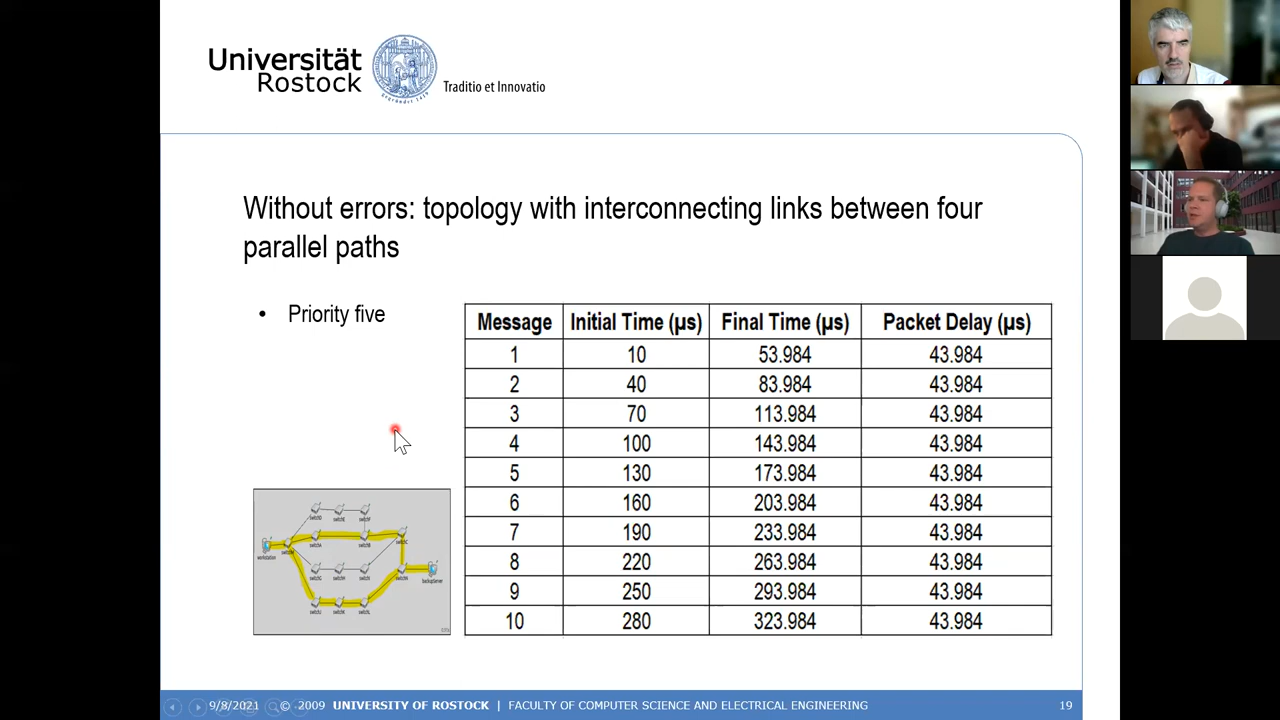 Universität
Rostock
Traditio et Innovatio
Without errors: topology with interconnecting links between four
parallel paths
• Priority five
Message Initial Time (µs) Final Time (µs) Packet Delay (µs)
1 10 53.984 43.984
2 40 83.984 43.984
3 70 113.984 43.984
4 100 143.984 43.984
5 130 173.984 43.984
6 160 203.984 43.984
7 190 233.984 43.984
8 220 263.984 43.984
9 250 293.984 43.984
10 280 323.984 43.984
workstation
backupServer
9/8/2021 © 2009 UNIVERSITY OF ROSTOCK | FACULTY OF COMPUTER SCIENCE AND ELECTRICAL ENGINEERING 19